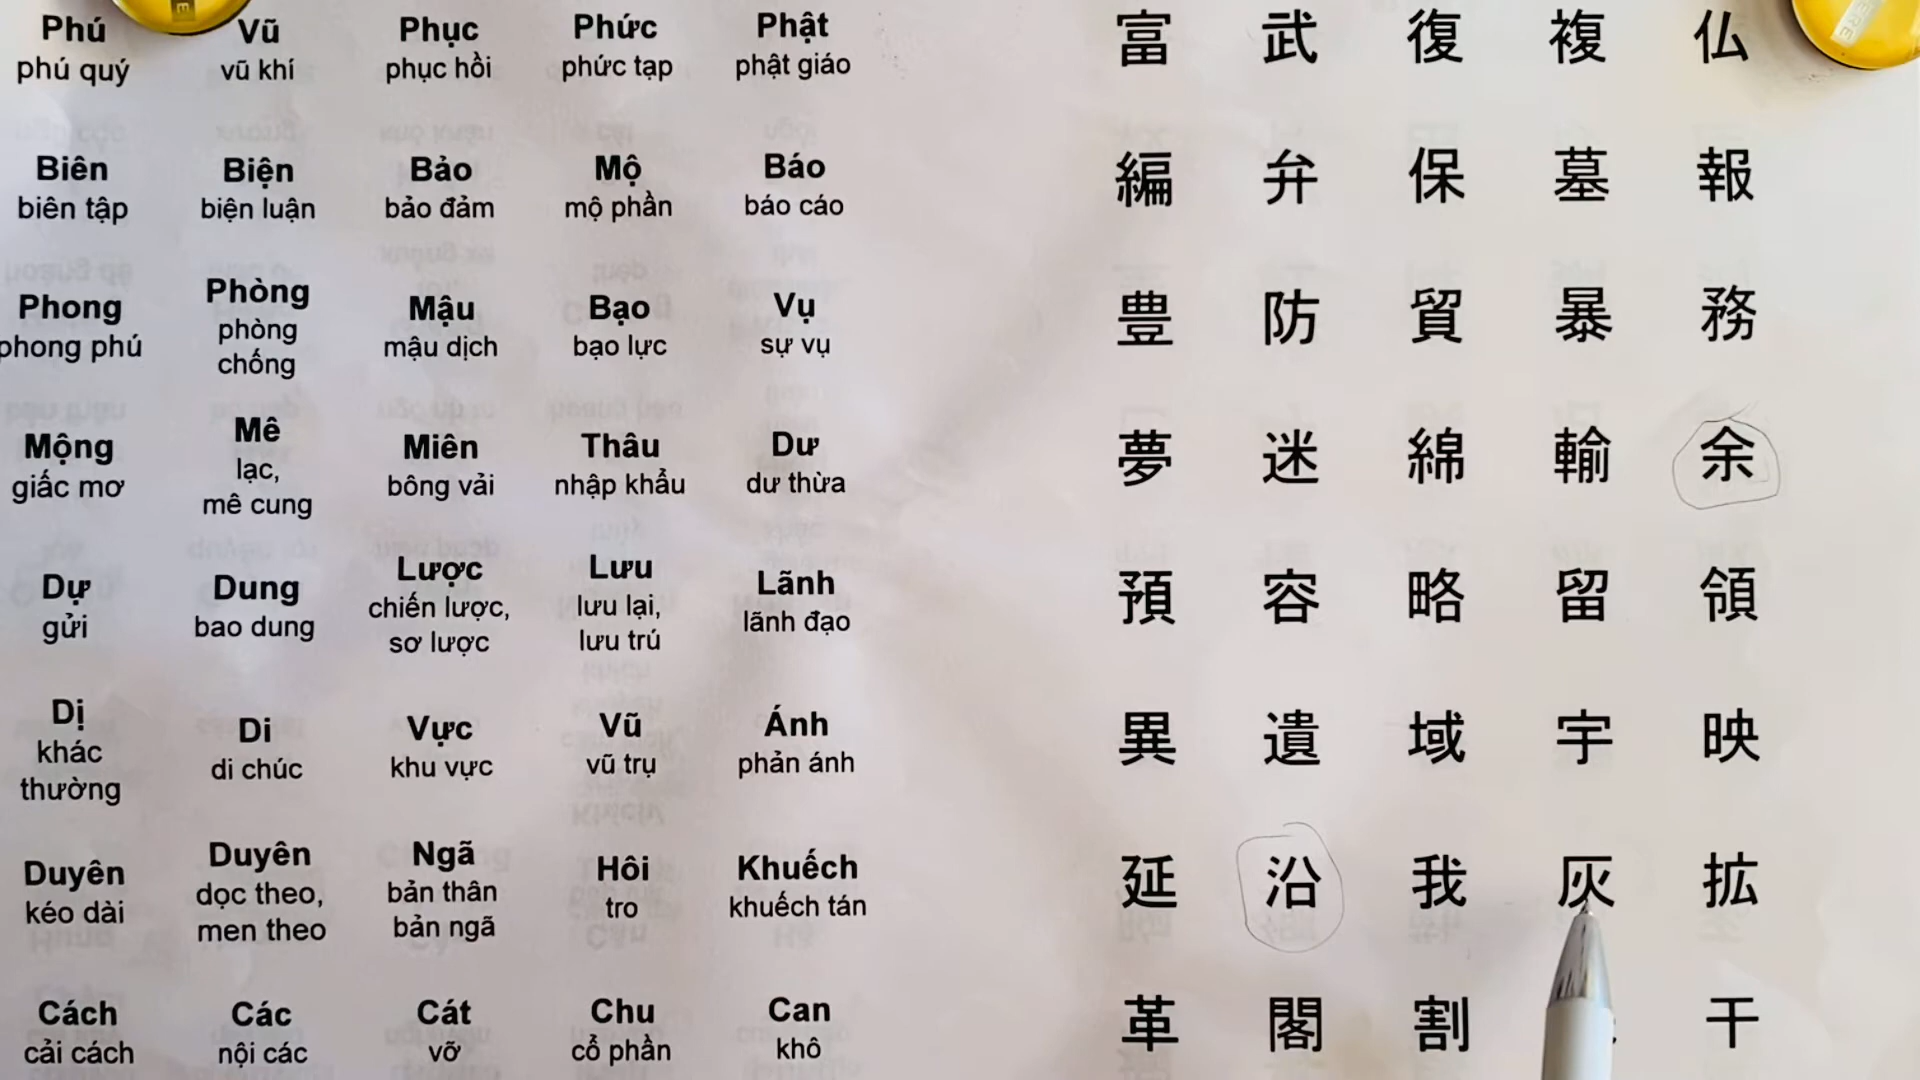 Phú Vũ Phục Phức Phật 富 武 復 複 仏
phú quý vũ khí phục hồi phức tạp phật giáo
Biên Biện Bảo Mộ Báo 編 弁 保 墓 報
biên tập biện luận bảo đảm mộ phần báo cáo
Phong Phòng Mậu Bạo Vụ 豊 防 貿 暴 務
phong phú phòng mậu dịch bạo lực sự vụ
chống
Mộng Mê Miên Thâu Dư 夢 迷 綿 輸 余
giấc mơ lạc, bông vải nhập khẩu dư thừa
mê cung
Dự Dung Lược Lưu Lãnh 預 容 略 留 領
gửi bao dung chiến lược, lưu lại, lãnh đạo
sơ lược lưu trú
Dị Di Vực Vũ Ánh 異 遺 域 宇 映
khác di chúc khu vực vũ trụ phản ánh
thường
Duyên Duyên Ngã Hôi Khuếch 延 沿 我 灰 拡
kéo dài dọc theo, bản thân tro khuếch tán
men theo bản ngã
Cách Các Cát Chu Can 革 閣 割 干
cải cách nội các vỡ cổ phần khô